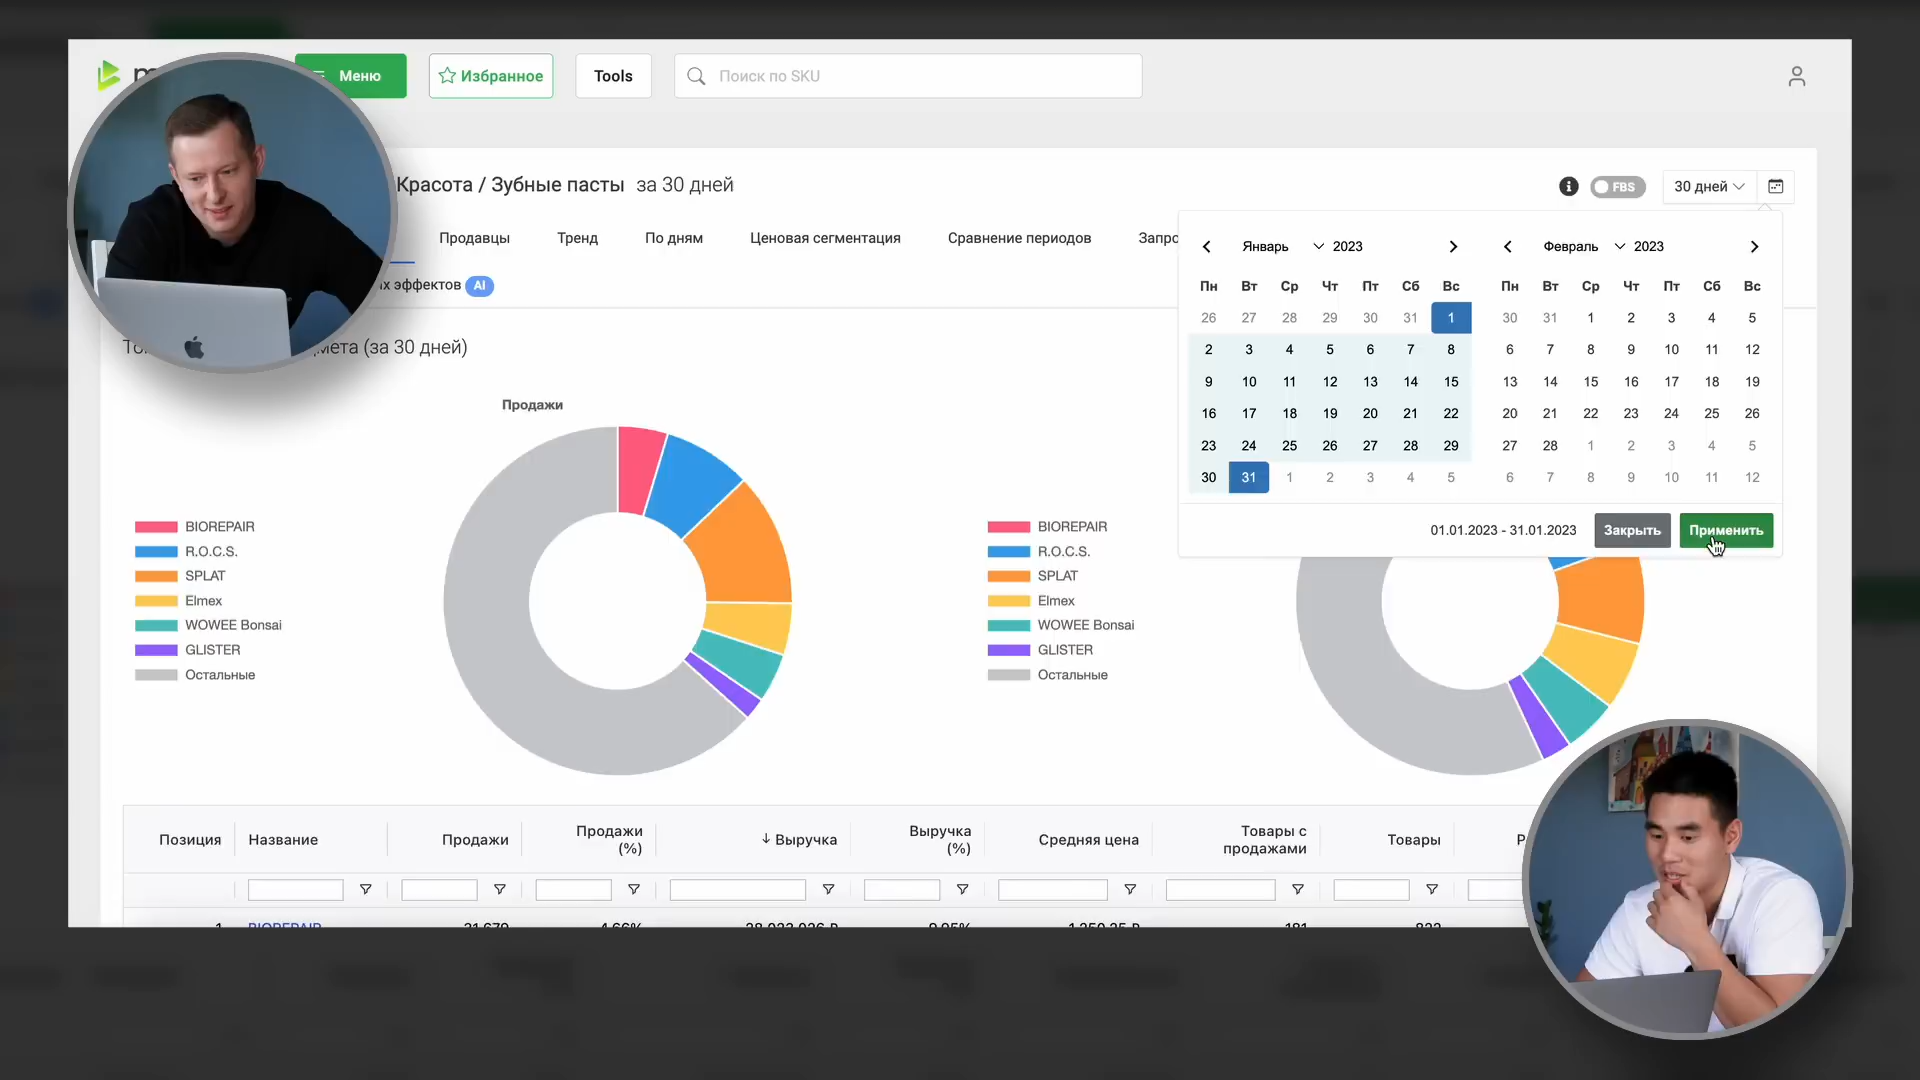 Меню
Избранное
Tools
Поиск по SKU
Красота / Зубные пасты за 30 дней
FBS
30 дней
Продавцы
Тренд
По дням
Ценовая сегментация
Сравнение периодов
эффектов AI
(за 30 дней)
Январь 2023
Февраль 2023
Пн Вт Ср Чт Пт Сб Вс
26 27 28 29 30 31 1
2 3 4 5 6 7 8
9 10 11 12 13 14 15
16 17 18 19 20 21 22
23 24 25 26 27 28 29
30 31 1 2 3 4 5
Пн Вт Ср Чт Пт Сб Вс
30 31 1 2 3 4 5
6 7 8 9 10 11 12
13 14 15 16 17 18 19
20 21 22 23 24 25 26
27 28 1 2 3 4 5
6 7 8 9 10 11 12
01.01.2023 - 31.01.2023
Закрыть
Применить
Продажи
BIOREPAIR
R.O.C.S.
SPLAT
Elmex
WOWEE Bonsai
GLISTER
Остальные
BIOREPAIR
R.O.C.S.
SPLAT
Elmex
WOWEE Bonsai
GLISTER
Остальные
Позиция
Название
Продажи
Продажи
(%)
Выручка
Выручка
(%)
Средняя цена
Товары с
продажами
Товары
BIOREPAIR